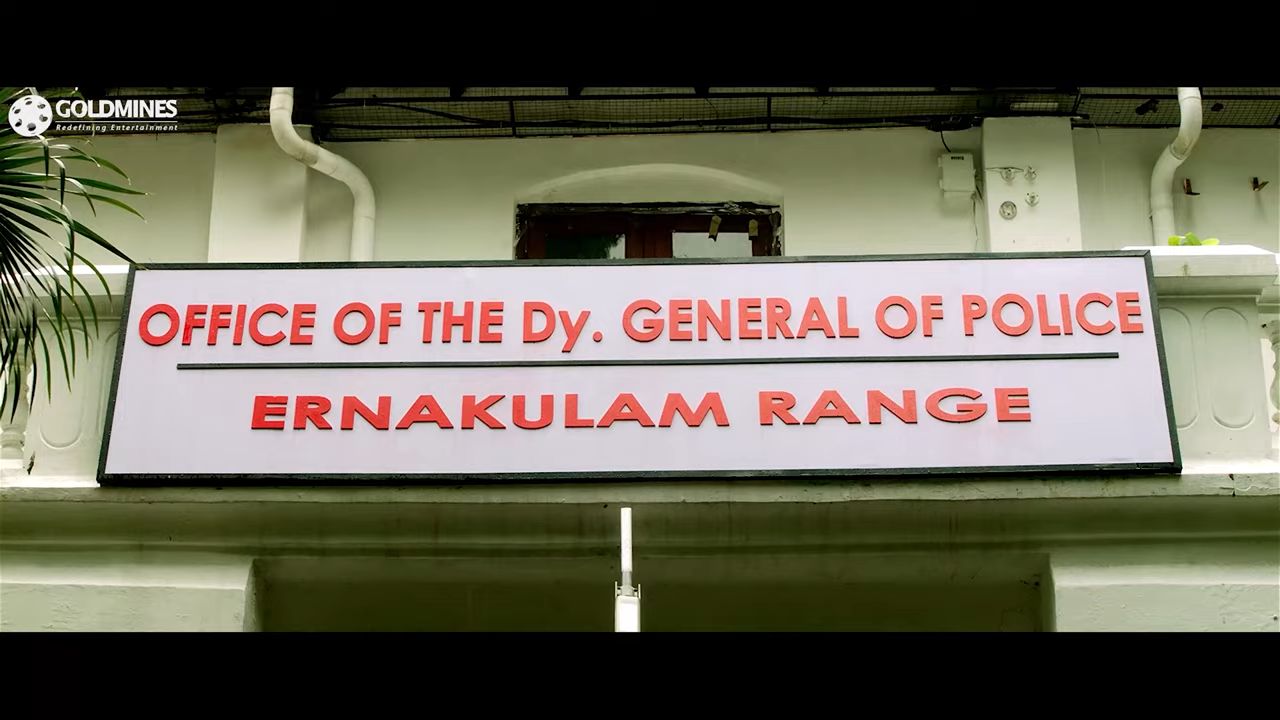 GOLDMINES
Redefining Entertainment
OFFICE OF THE Dy. GENERAL OF POLICE
ERNAKULAM RANGE